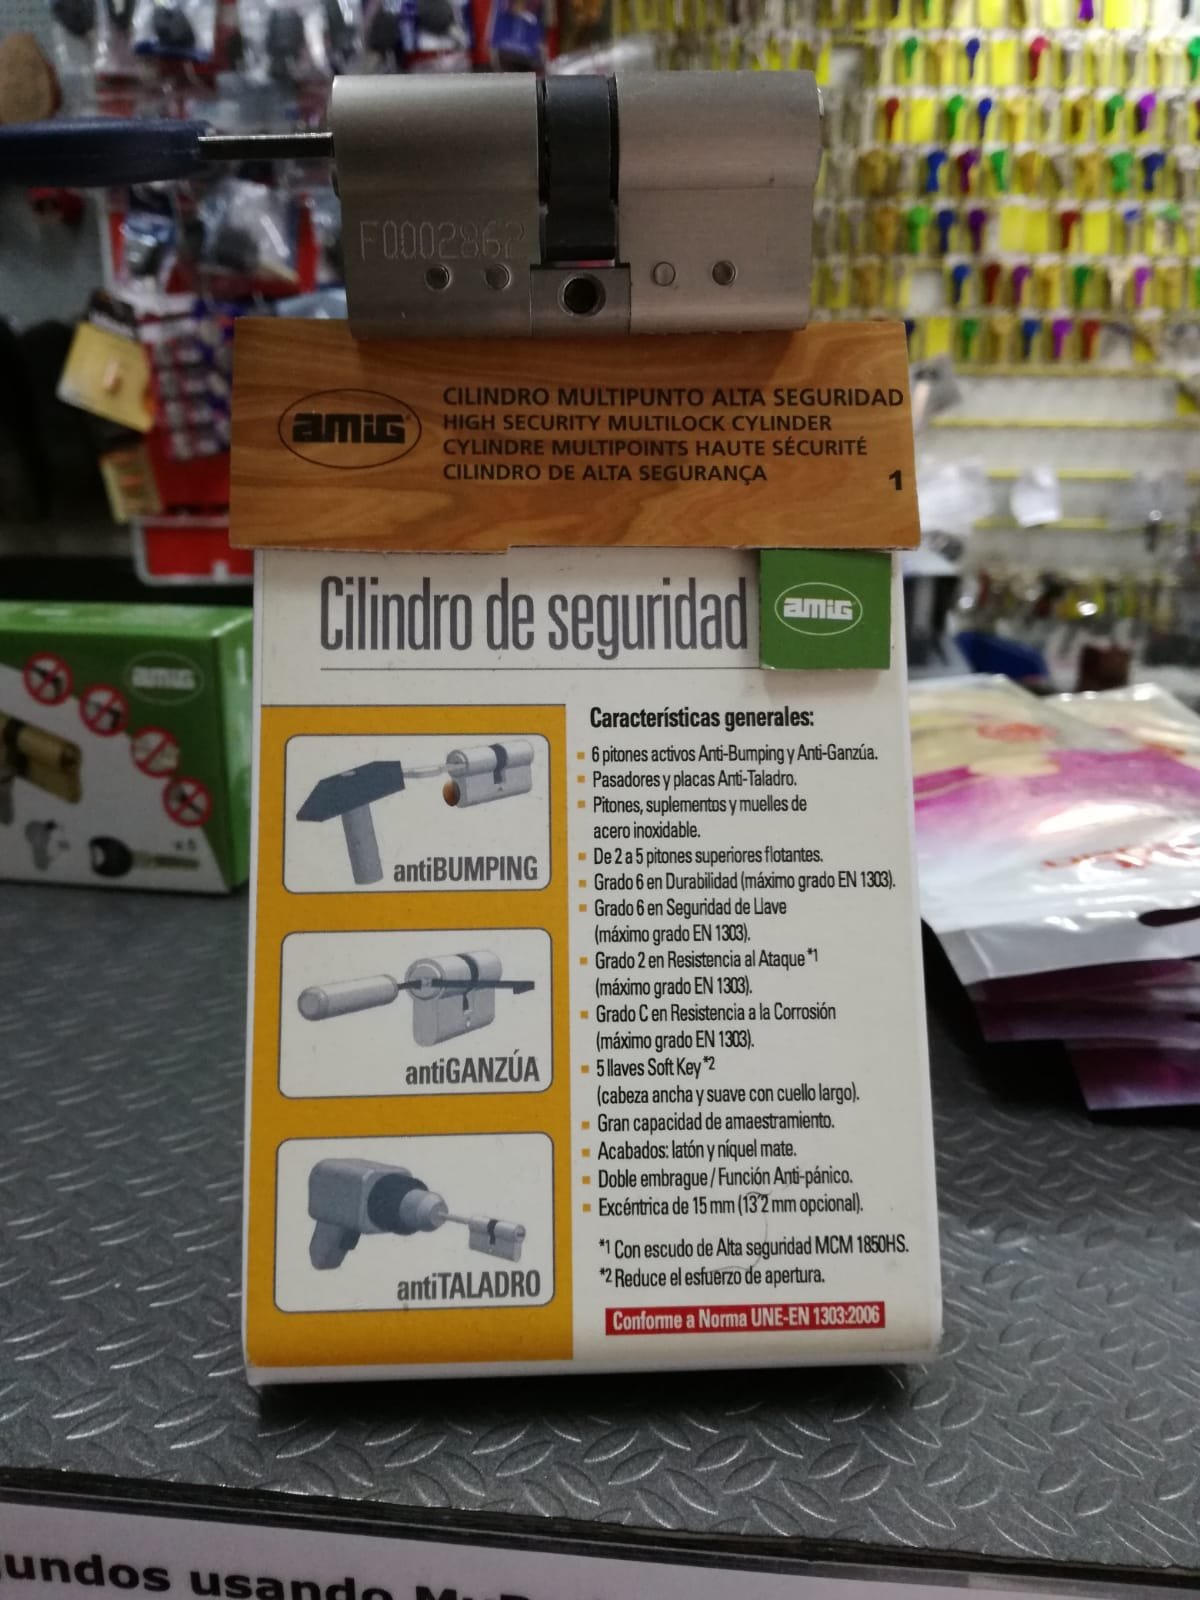 F0002862
amiG
CILINDRO MULTIPUNTO ALTA SEGURIDAD
HIGH SECURITY MULTILOCK CYLINDER
CYLINDRE MULTIPOINTS HAUTE SÉCURITÉ
CILINDRO DE ALTA SEGURANÇA
1
Cilindro de seguridad
amiG
amiG
x5
antiBUMPING
antiGANZÚA
antiTALADRO
Características generales:
6 pitones activos Anti-Bumping y Anti-Ganzúa.
Pasadores y placas Anti-Taladro.
Pitones, suplementos y muelles de
acero inoxidable.
De 2 a 5 pitones superiores flotantes.
Grado 6 en Durabilidad (máximo grado EN 1303).
Grado 6 en Seguridad de Llave
(máximo grado EN 1303).
Grado 2 en Resistencia al Ataque *1
(máximo grado EN 1303).
Grado C en Resistencia a la Corrosión
(máximo grado EN 1303).
5 llaves Soft Key *2
(cabeza ancha y suave con cuello largo).
Gran capacidad de amaestramiento.
Acabados: latón y níquel mate.
Doble embrague / Función Anti-pánico.
Excéntrica de 15 mm (13'2 mm opcional).
*1 Con escudo de Alta seguridad MCM 1850HS.
*2 Reduce el esfuerzo de apertura.
Conforme a Norma UNE-EN 1303:2006
usando